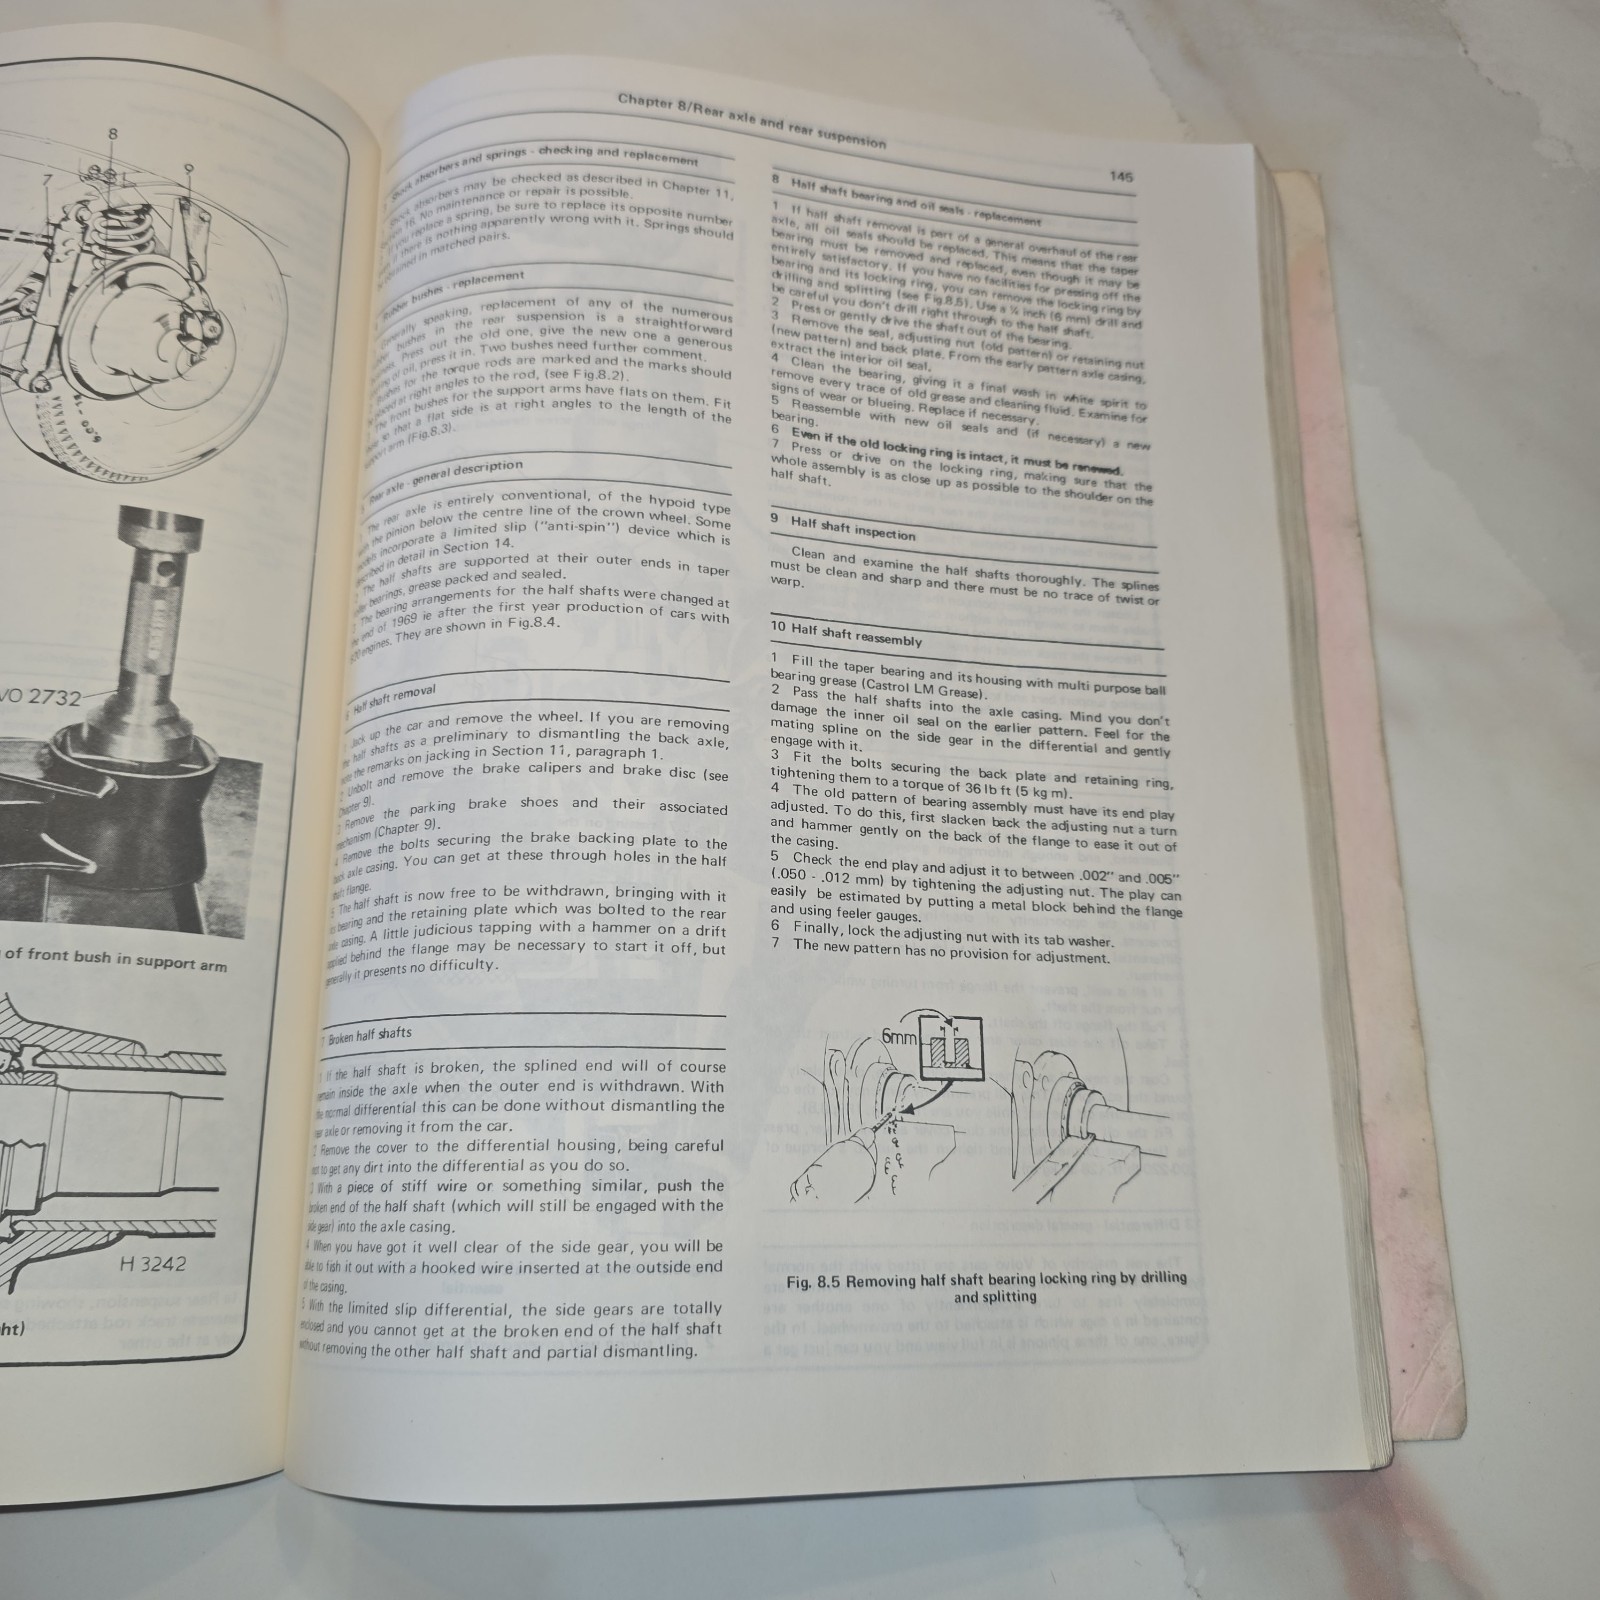 8
7
9
VO 2732
of front bush in support arm
H 3242
ht)
Chapter 8/Rear axle and rear suspension
145
absorbers and springs - checking and replacement
absorbers may be checked as described in Chapter 11,
16. No maintenance or repair is possible.
replace a spring, be sure to replace its opposite number
if there is nothing apparently wrong with it. Springs should
in matched pairs.
Rubber bushes - replacement
Generally speaking, replacement of any of the numerous
bushes in the rear suspension is a straightforward
Press out the old one, give the new one a generous
of oil, press it in. Two bushes need further comment.
for the torque rods are marked and the marks should
at right angles to the rod, (see Fig.8.2).
front bushes for the support arms have flats on them. Fit
so that a flat side is at right angles to the length of the
support arm (Fig.8.3).
5 Rear axle - general description
The rear axle is entirely conventional, of the hypoid type
with the pinion below the centre line of the crown wheel. Some
models incorporate a limited slip ("anti-spin") device which is
described in detail in Section 14.
2 The half shafts are supported at their outer ends in taper
bearings, grease packed and sealed.
The bearing arrangements for the half shafts were changed at
the end of 1969 ie after the first year production of cars with
engines. They are shown in Fig.8.4.
6 Half shaft removal
Jack up the car and remove the wheel. If you are removing
the half shafts as a preliminary to dismantling the back axle,
the remarks on jacking in Section 11, paragraph 1.
2 Unbolt and remove the brake calipers and brake disc (see
Chapter 9).
3 Remove the parking brake shoes and their associated
mechanism (Chapter 9).
4 Remove the bolts securing the brake backing plate to the
back axle casing. You can get at these through holes in the half
shaft flange.
5 The half shaft is now free to be withdrawn, bringing with it
its bearing and the retaining plate which was bolted to the rear
axle casing. A little judicious tapping with a hammer on a drift
applied behind the flange may be necessary to start it off, but
generally it presents no difficulty.
7 Broken half shafts
1 If the half shaft is broken, the splined end will of course
remain inside the axle when the outer end is withdrawn. With
the normal differential this can be done without dismantling the
rear axle or removing it from the car.
2 Remove the cover to the differential housing, being careful
not to get any dirt into the differential as you do so.
3 With a piece of stiff wire or something similar, push the
broken end of the half shaft (which will still be engaged with the
side gear) into the axle casing.
4 When you have got it well clear of the side gear, you will be
able to fish it out with a hooked wire inserted at the outside end
of the casing.
5 With the limited slip differential, the side gears are totally
enclosed and you cannot get at the broken end of the half shaft
without removing the other half shaft and partial dismantling.
8 Half shaft bearing and oil seals - replacement
1 If half shaft removal is part of a general overhaul of the rear
axle, all oil seals should be replaced. This means that the taper
bearing must be removed and replaced, even though it may be
entirely satisfactory. If you have no facilities for pressing off the
bearing and its locking ring, you can remove the locking ring by
drilling and splitting (see Fig.8.5). Use a ¼ inch (6 mm) drill and
be careful you don't drill right through to the half shaft.
2 Press or gently drive the shaft out of the bearing.
3 Remove the seal, adjusting nut (old pattern) or retaining nut
(new pattern) and back plate. From the early pattern axle casing,
extract the interior oil seal.
4 Clean the bearing, giving it a final wash in white spirit to
remove every trace of old grease and cleaning fluid. Examine for
signs of wear or blueing. Replace if necessary.
5 Reassemble with new oil seals and (if necessary) a new
bearing.
6 Even if the old locking ring is intact, it must be renewed.
7 Press or drive on the locking ring, making sure that the
whole assembly is as close up as possible to the shoulder on the
half shaft.
9 Half shaft inspection
Clean and examine the half shafts thoroughly. The splines
must be clean and sharp and there must be no trace of twist or
warp.
10 Half shaft reassembly
1 Fill the taper bearing and its housing with multi purpose ball
bearing grease (Castrol LM Grease).
2 Pass the half shafts into the axle casing. Mind you don't
damage the inner oil seal on the earlier pattern. Feel for the
mating spline on the side gear in the differential and gently
engage with it.
3 Fit the bolts securing the back plate and retaining ring,
tightening them to a torque of 36 lb ft (5 kg m).
4 The old pattern of bearing assembly must have its end play
adjusted. To do this, first slacken back the adjusting nut a turn
and hammer gently on the back of the flange to ease it out of
the casing.
5 Check the end play and adjust it to between .002" and .005"
(.050 - .012 mm) by tightening the adjusting nut. The play can
easily be estimated by putting a metal block behind the flange
and using feeler gauges.
6 Finally, lock the adjusting nut with its tab washer.
7 The new pattern has no provision for adjustment.
6mm
Fig. 8.5 Removing half shaft bearing locking ring by drilling
and splitting